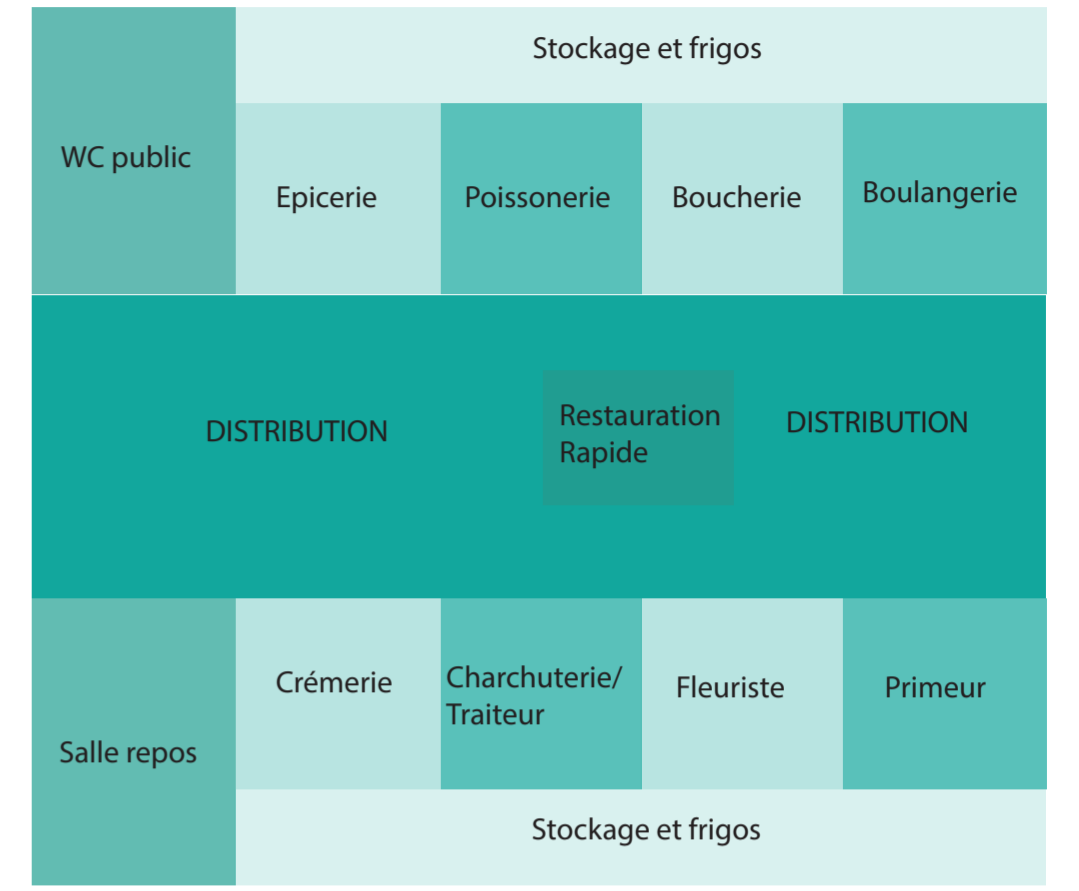 Stockage et frigos
WC public
Epicerie
Poissonerie
Boucherie
Boulangerie
DISTRIBUTION
Restauration
Rapide
DISTRIBUTION
Crémerie
Charchuterie/
Traiteur
Fleuriste
Primeur
Salle repos
Stockage et frigos